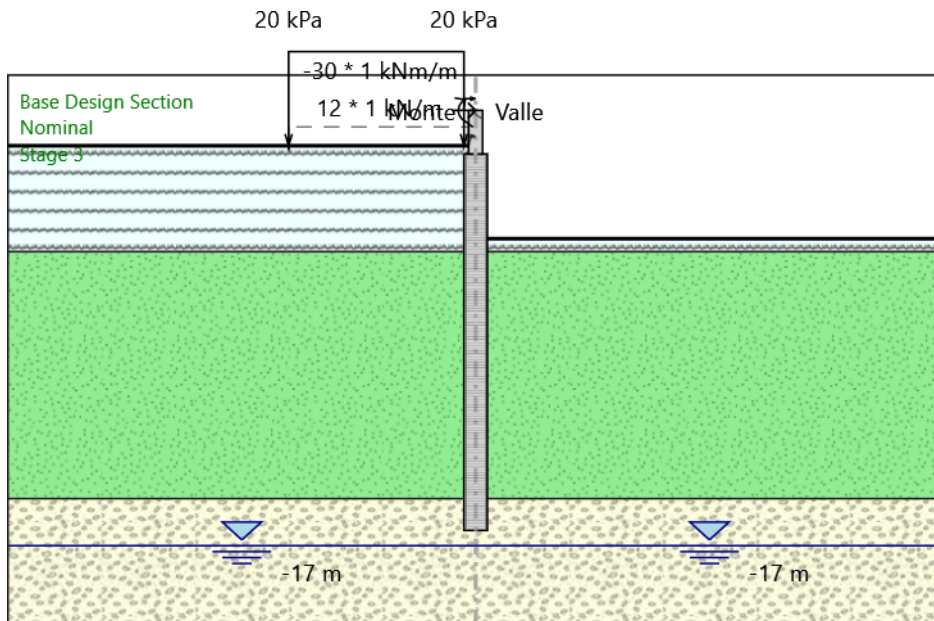 20 kPa 20 kPa
-30 * 1 kNm/m
Base Design Section
12 * 1 kN/m Monte Valle
Nominal
Stage 3
-17 m -17 m